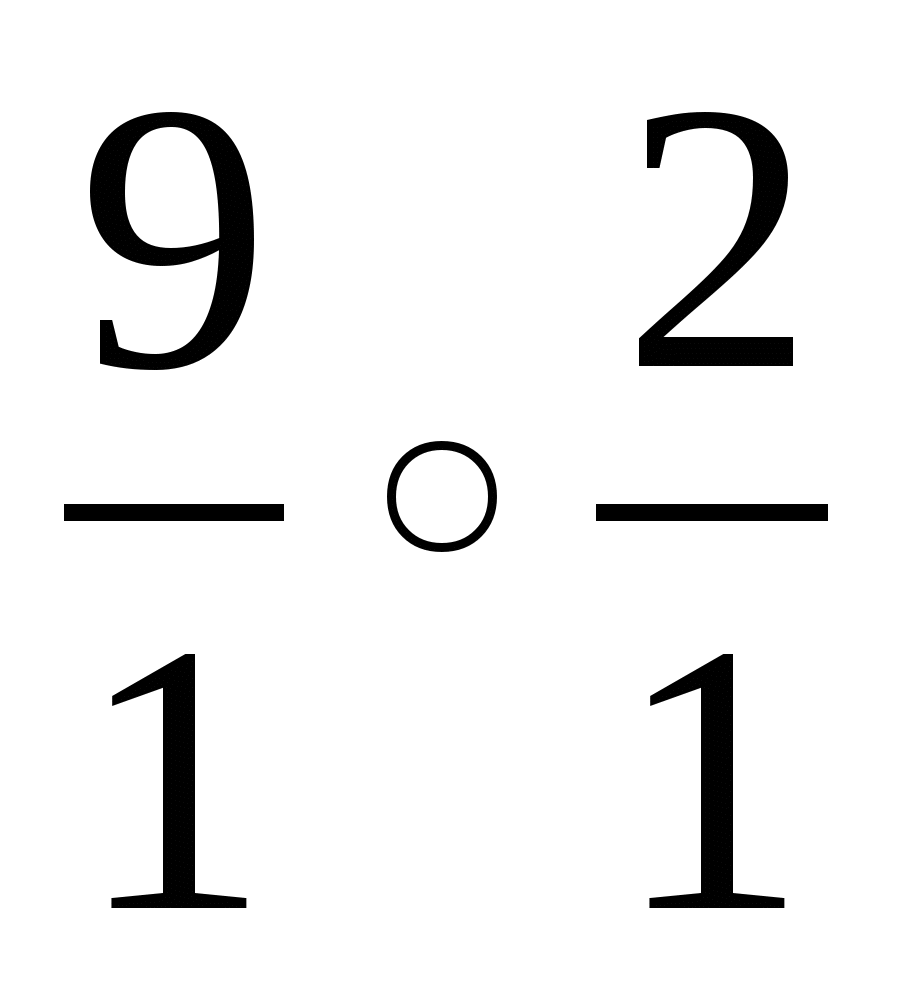 9 2
— ○ —
1 1